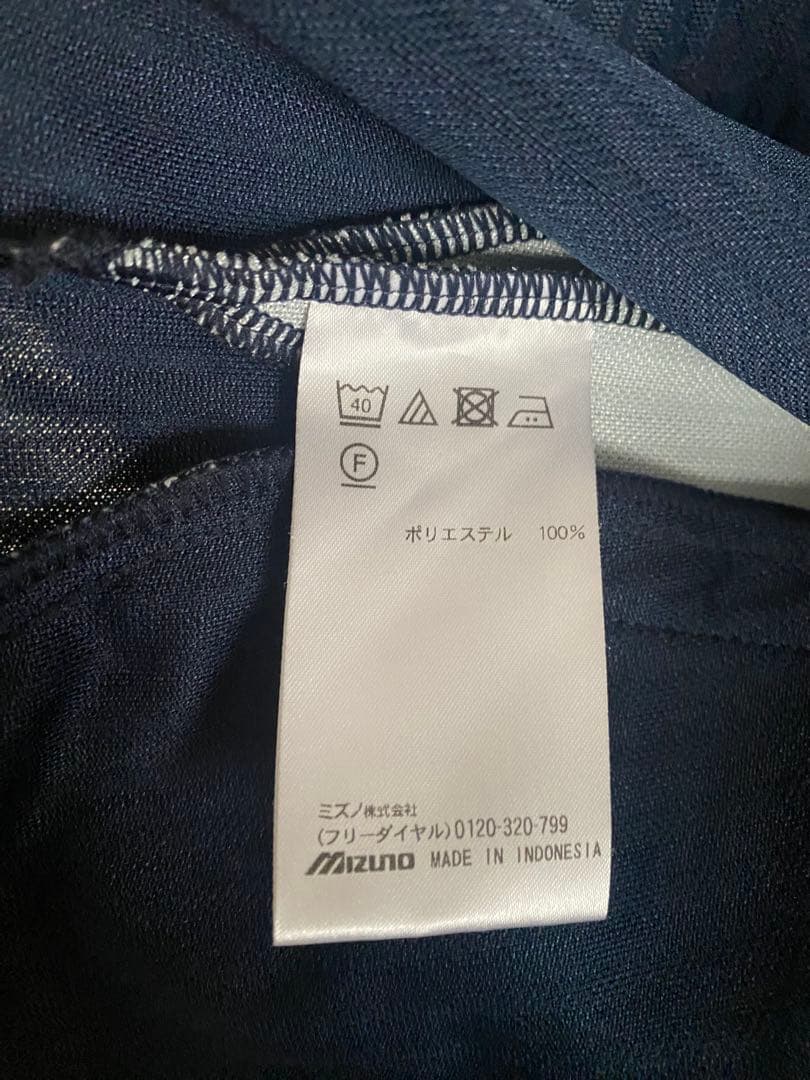 40
F
ポリエステル 100%
ミズノ株式会社
(フリーダイヤル)0120-320-799
MIZUNO MADE IN INDONESIA